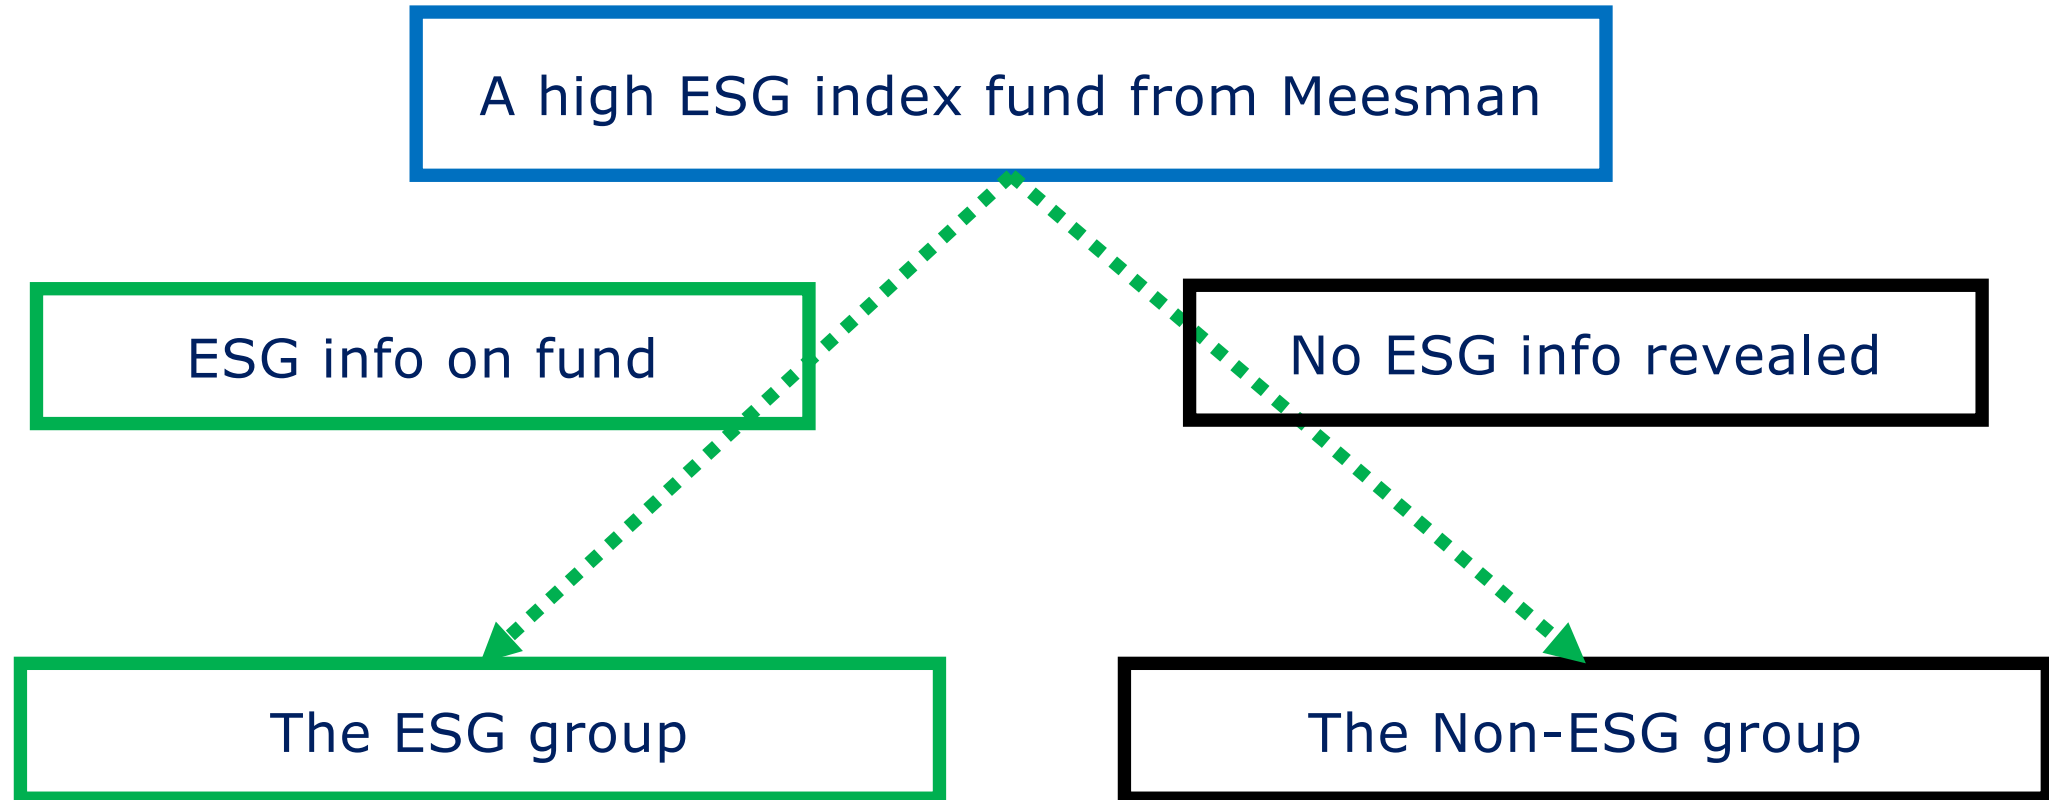 A high ESG index fund from Meesman
ESG info on fund
No ESG info revealed
The ESG group
The Non-ESG group